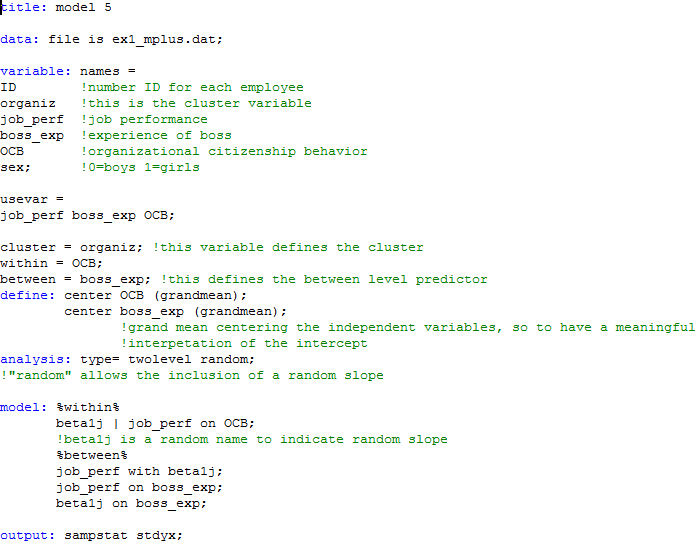 title: model 5
data: file is ex1_mplus.dat;
variable: names =
ID !number ID for each employee
organiz !this is the cluster variable
job_perf !job performance
boss_exp !experience of boss
OCB !organizational citizenship behavior
sex; !0=boys 1=girls
usevar =
job_perf boss_exp OCB;
cluster = organiz; !this variable defines the cluster
within = OCB;
between = boss_exp; !this defines the between level predictor
define: center OCB (grandmean);
center boss_exp (grandmean);
!grand mean centering the independent variables, so to have a meaningful
!interpetation of the intercept
analysis: type= twolevel random;
!"random" allows the inclusion of a random slope
model: %within%
beta1j | job_perf on OCB;
!beta1j is a random name to indicate random slope
%between%
job_perf with beta1j;
job_perf on boss_exp;
beta1j on boss_exp;
output: sampstat stdyx;